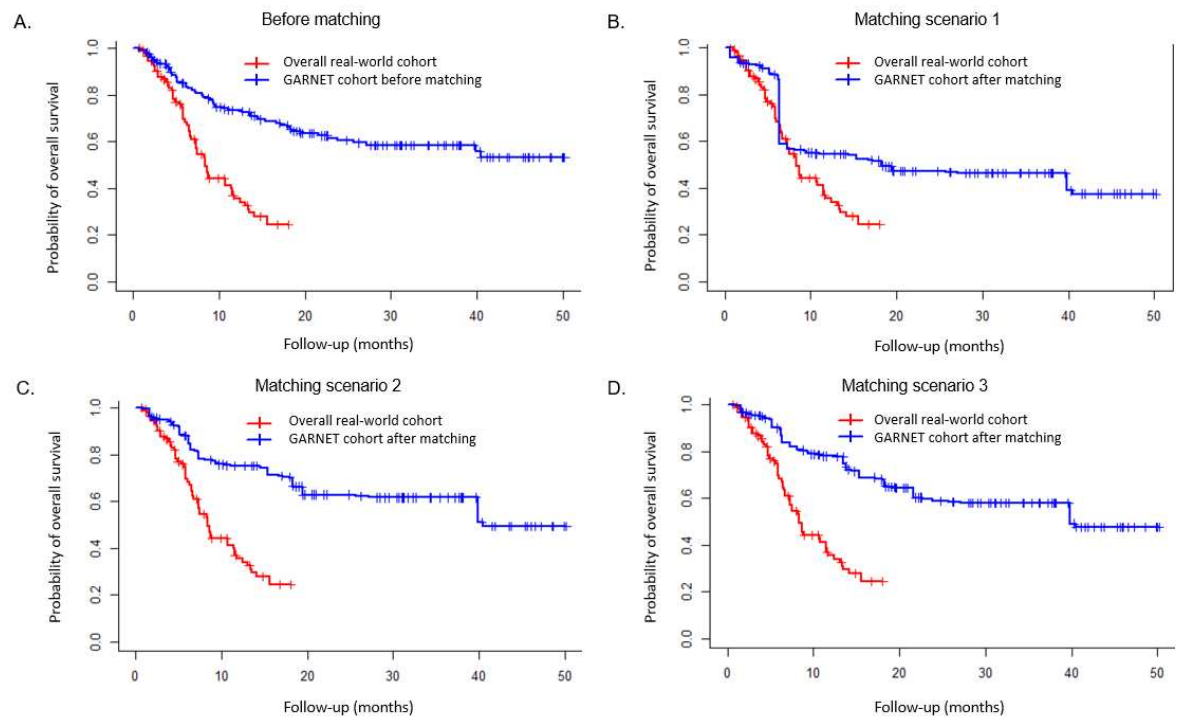 A.
Before matching
Probability of overall survival
1.0
0.8
0.6
0.4
0.2
0.0
Overall real-world cohort
GARNET cohort before matching
0 10 20 30 40 50
Follow-up (months)
B.
Matching scenario 1
Probability of overall survival
1.0
0.8
0.6
0.4
0.2
0.0
Overall real-world cohort
GARNET cohort after matching
0 10 20 30 40 50
Follow-up (months)
C.
Matching scenario 2
Probability of overall survival
1.0
0.8
0.6
0.4
0.2
0.0
Overall real-world cohort
GARNET cohort after matching
0 10 20 30 40 50
Follow-up (months)
D.
Matching scenario 3
Probability of overall survival
1.0
0.8
0.6
0.4
0.2
0.0
Overall real-world cohort
GARNET cohort after matching
0 10 20 30 40 50
Follow-up (months)